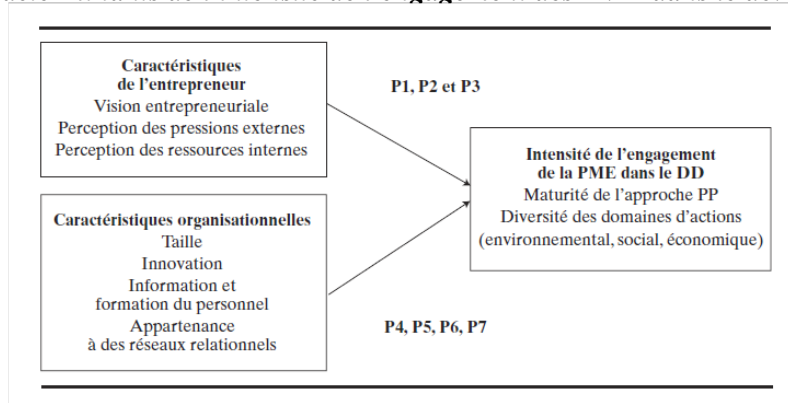 Caractéristiques
de l'entrepreneur
Vision entrepreneuriale
Perception des pressions externes
Perception des ressources internes
P1, P2 et P3
Intensité de l'engagement
de la PME dans le DD
Maturité de l'approche PP
Diversité des domaines d'actions
(environnemental, social, économique)
Caractéristiques organisationnelles
Taille
Innovation
Information et
formation du personnel
Appartenance
à des réseaux relationnels
P4, P5, P6, P7